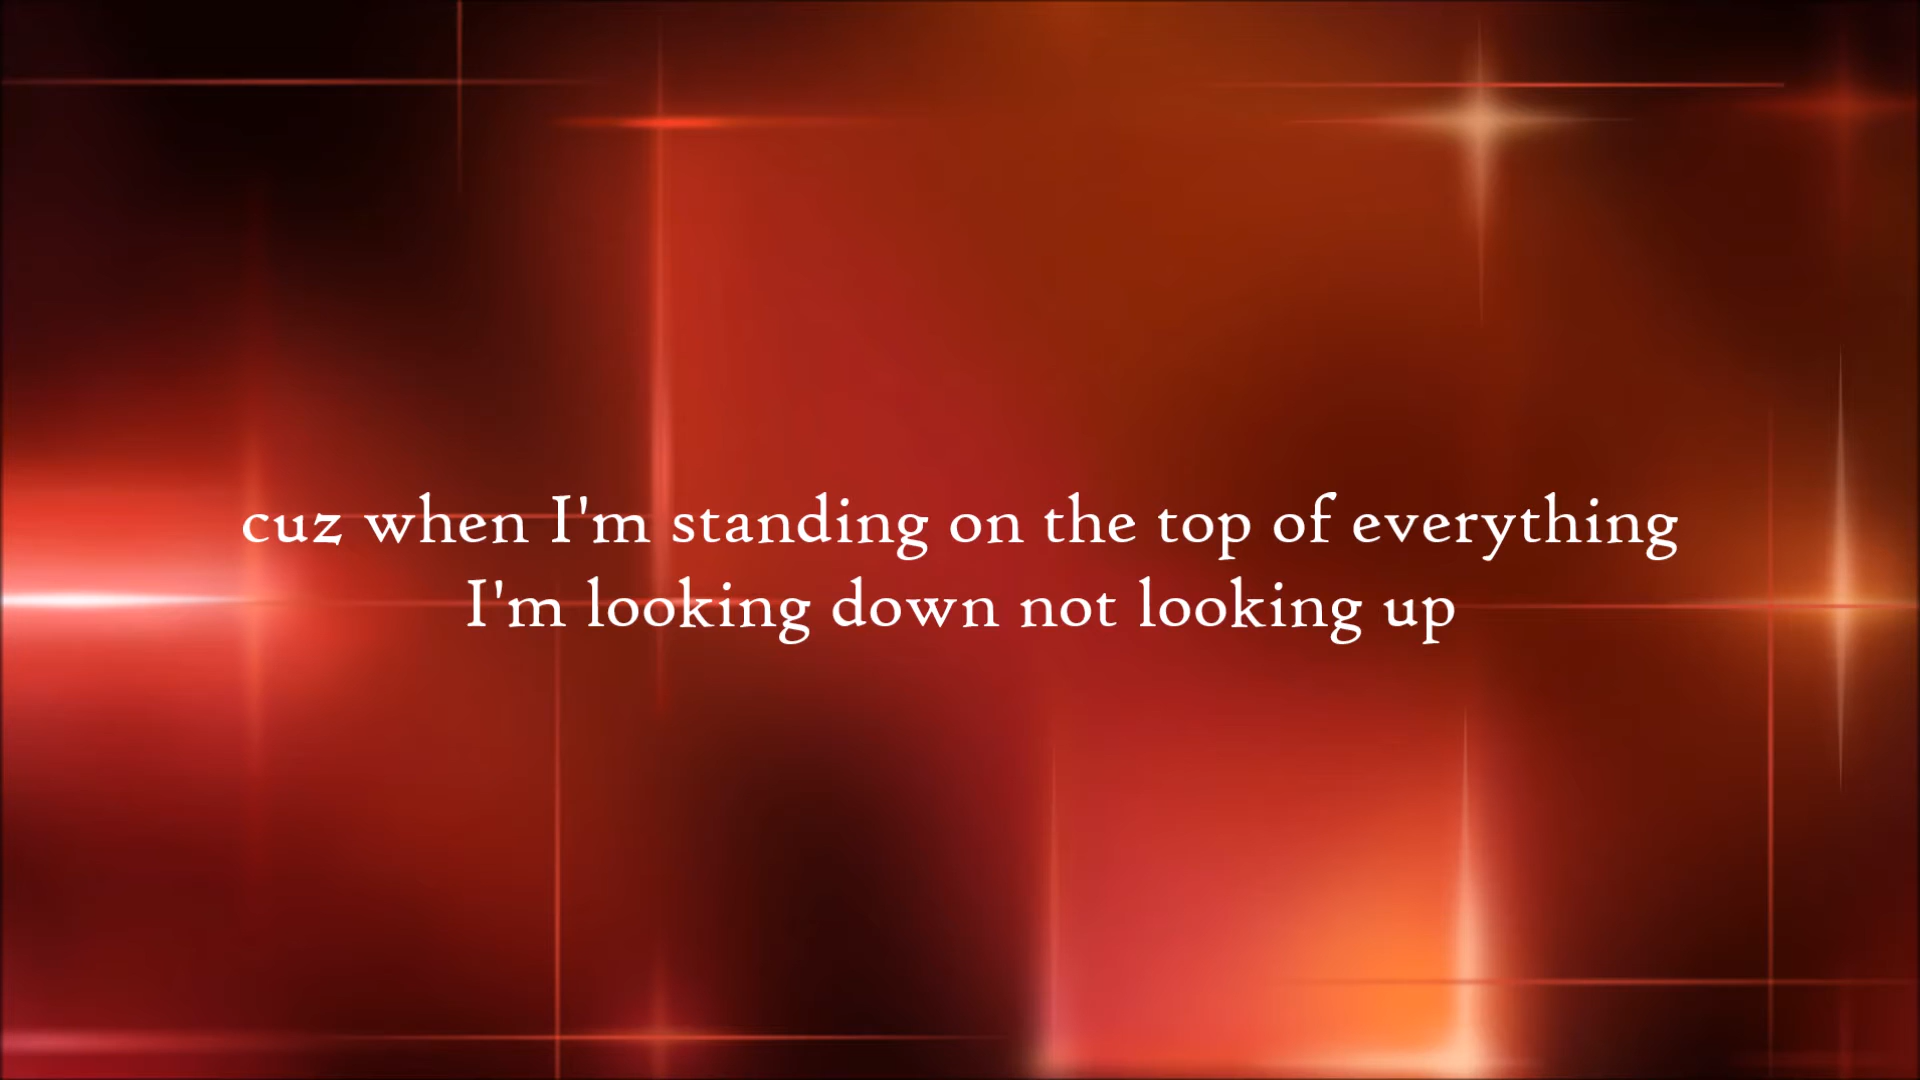 cuz when I'm standing on the top of everything
I'm looking down not looking up